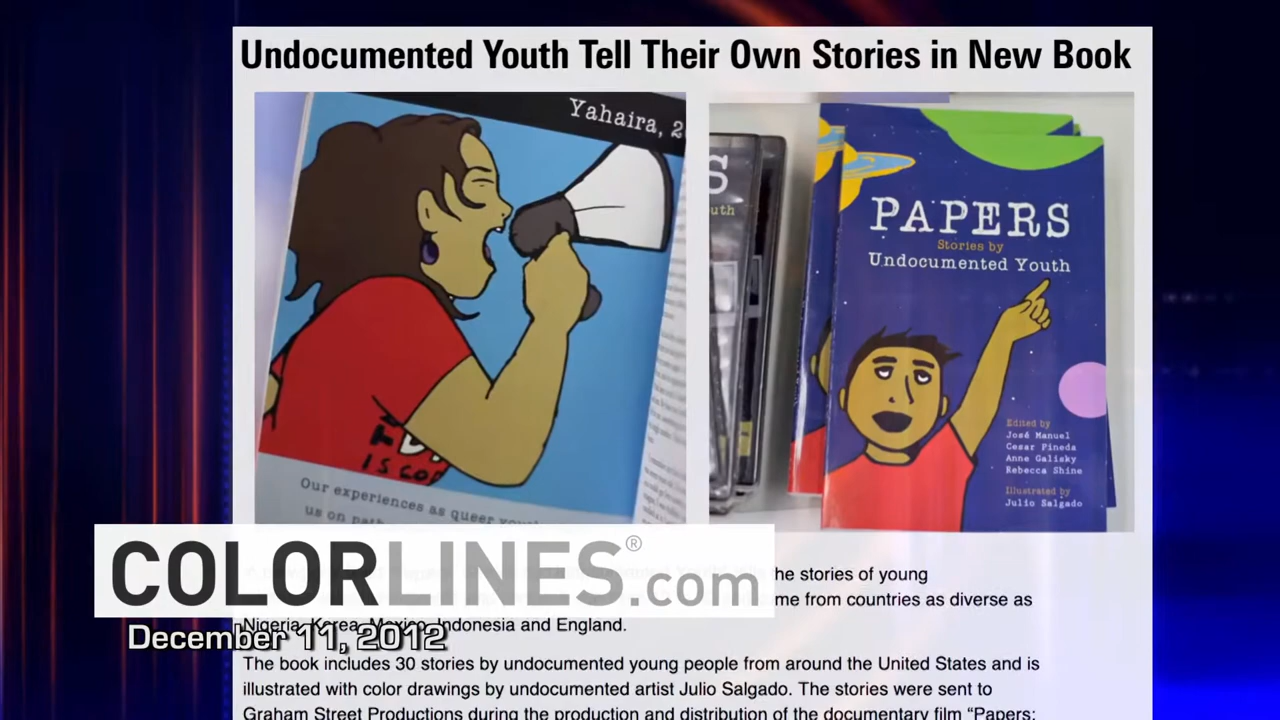 Undocumented Youth Tell Their Own Stories in New Book
Yahaira, 2
Our experiences as queer
us on
S
uth
PAPERS
Stories by
Undocumented Youth
Edited by
José Manuel
Cesar Pineda
Anne Galisky
Rebecca Shine
Illustrated by
Julio Salgado
COLORLINES.com®
December 11, 2012
he stories of young
me from countries as diverse as
Nigeria, Korea, Mexico, Indonesia and England.
The book includes 30 stories by undocumented young people from around the United States and is
illustrated with color drawings by undocumented artist Julio Salgado. The stories were sent to
Graham Street Productions during the production and distribution of the documentary film “Papers: